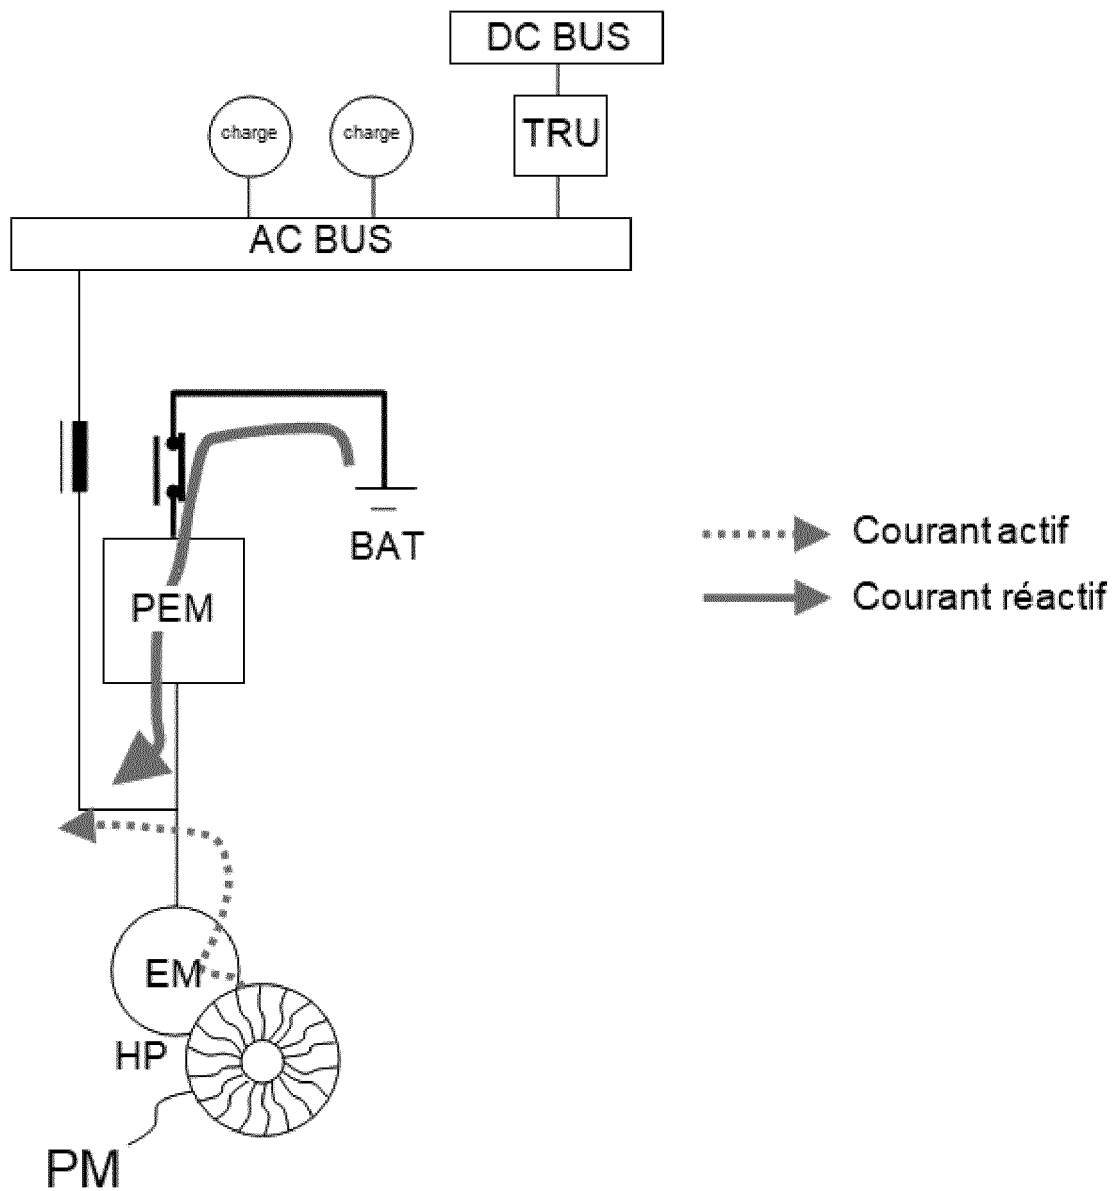 DC BUS
charge
charge
TRU
AC BUS
BAT
Courant actif
PEM
Courant réactif
EM
HP
PM